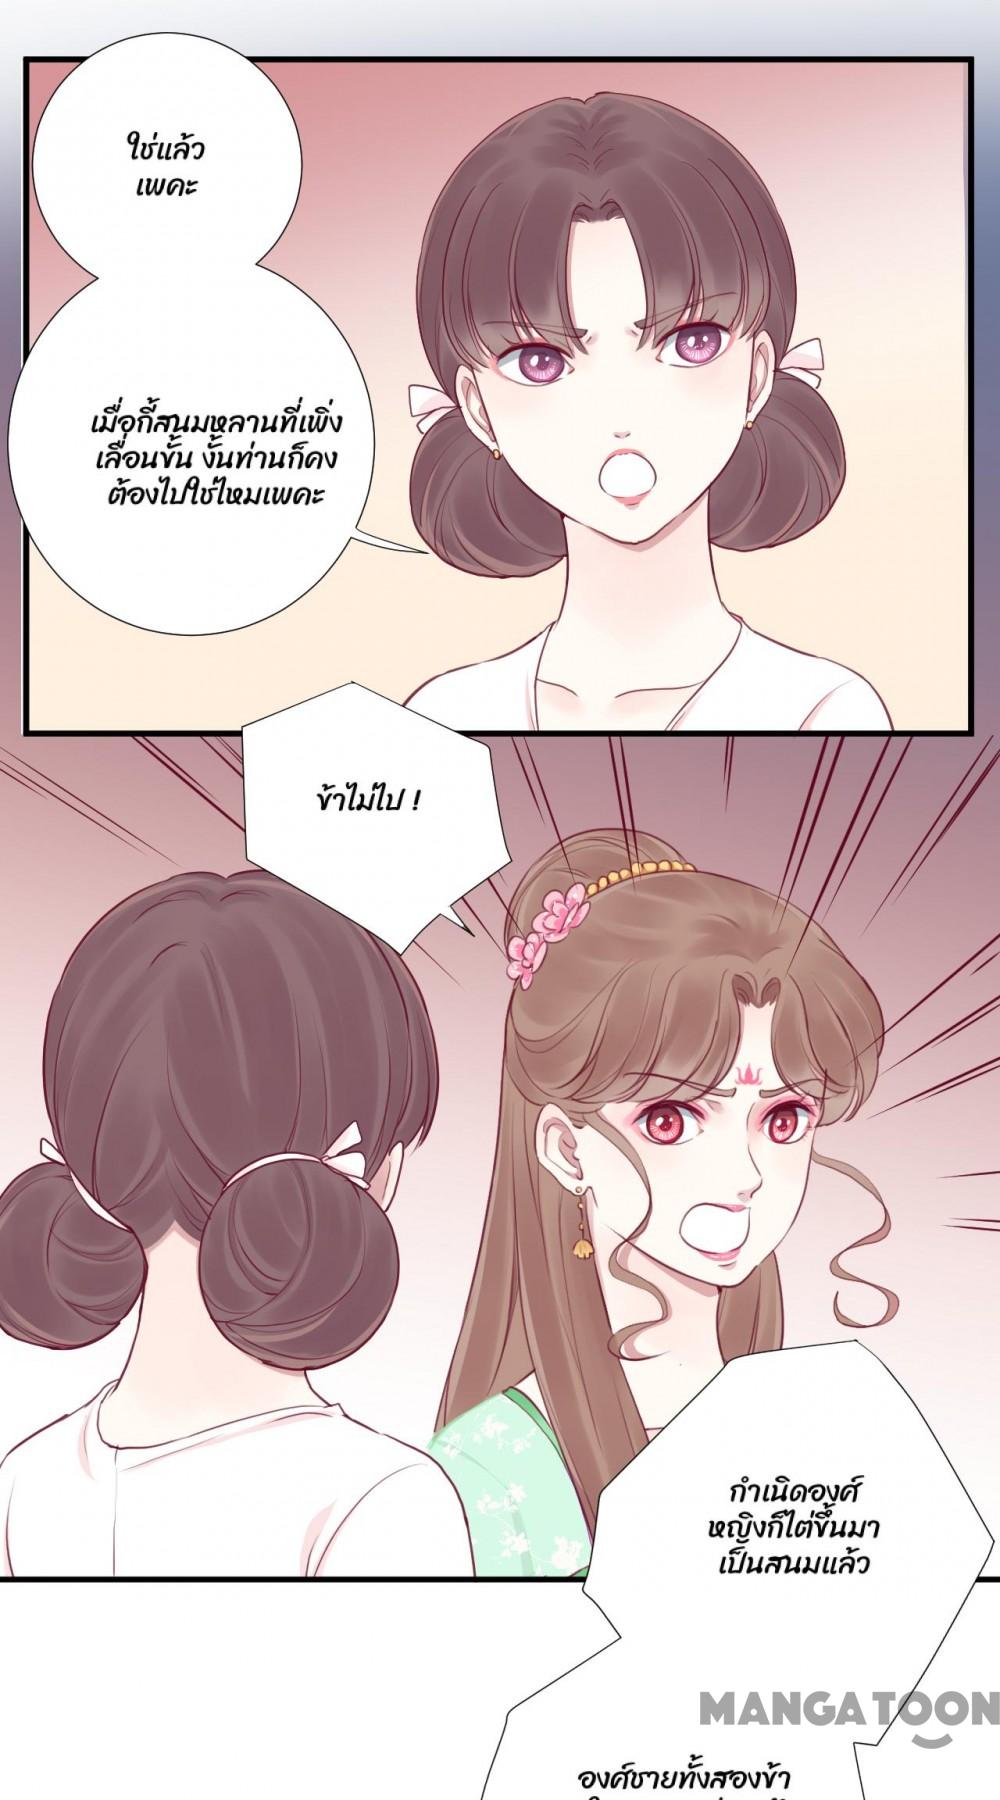 ใช่แล้ว
เพคะ
เมื่อกี้สนมหลานที่เพิ่ง
เลื่อนขั้น งั้นท่านก็คง
ต้องไปใช่ไหมเพคะ
ข้าไม่ไป !
กำเนิดองศ์
หญิงก็ไต่ขึ้นมา
เป็นสนมแล้ว
MANGATOON
องศ์ชายทั้งสองข้า